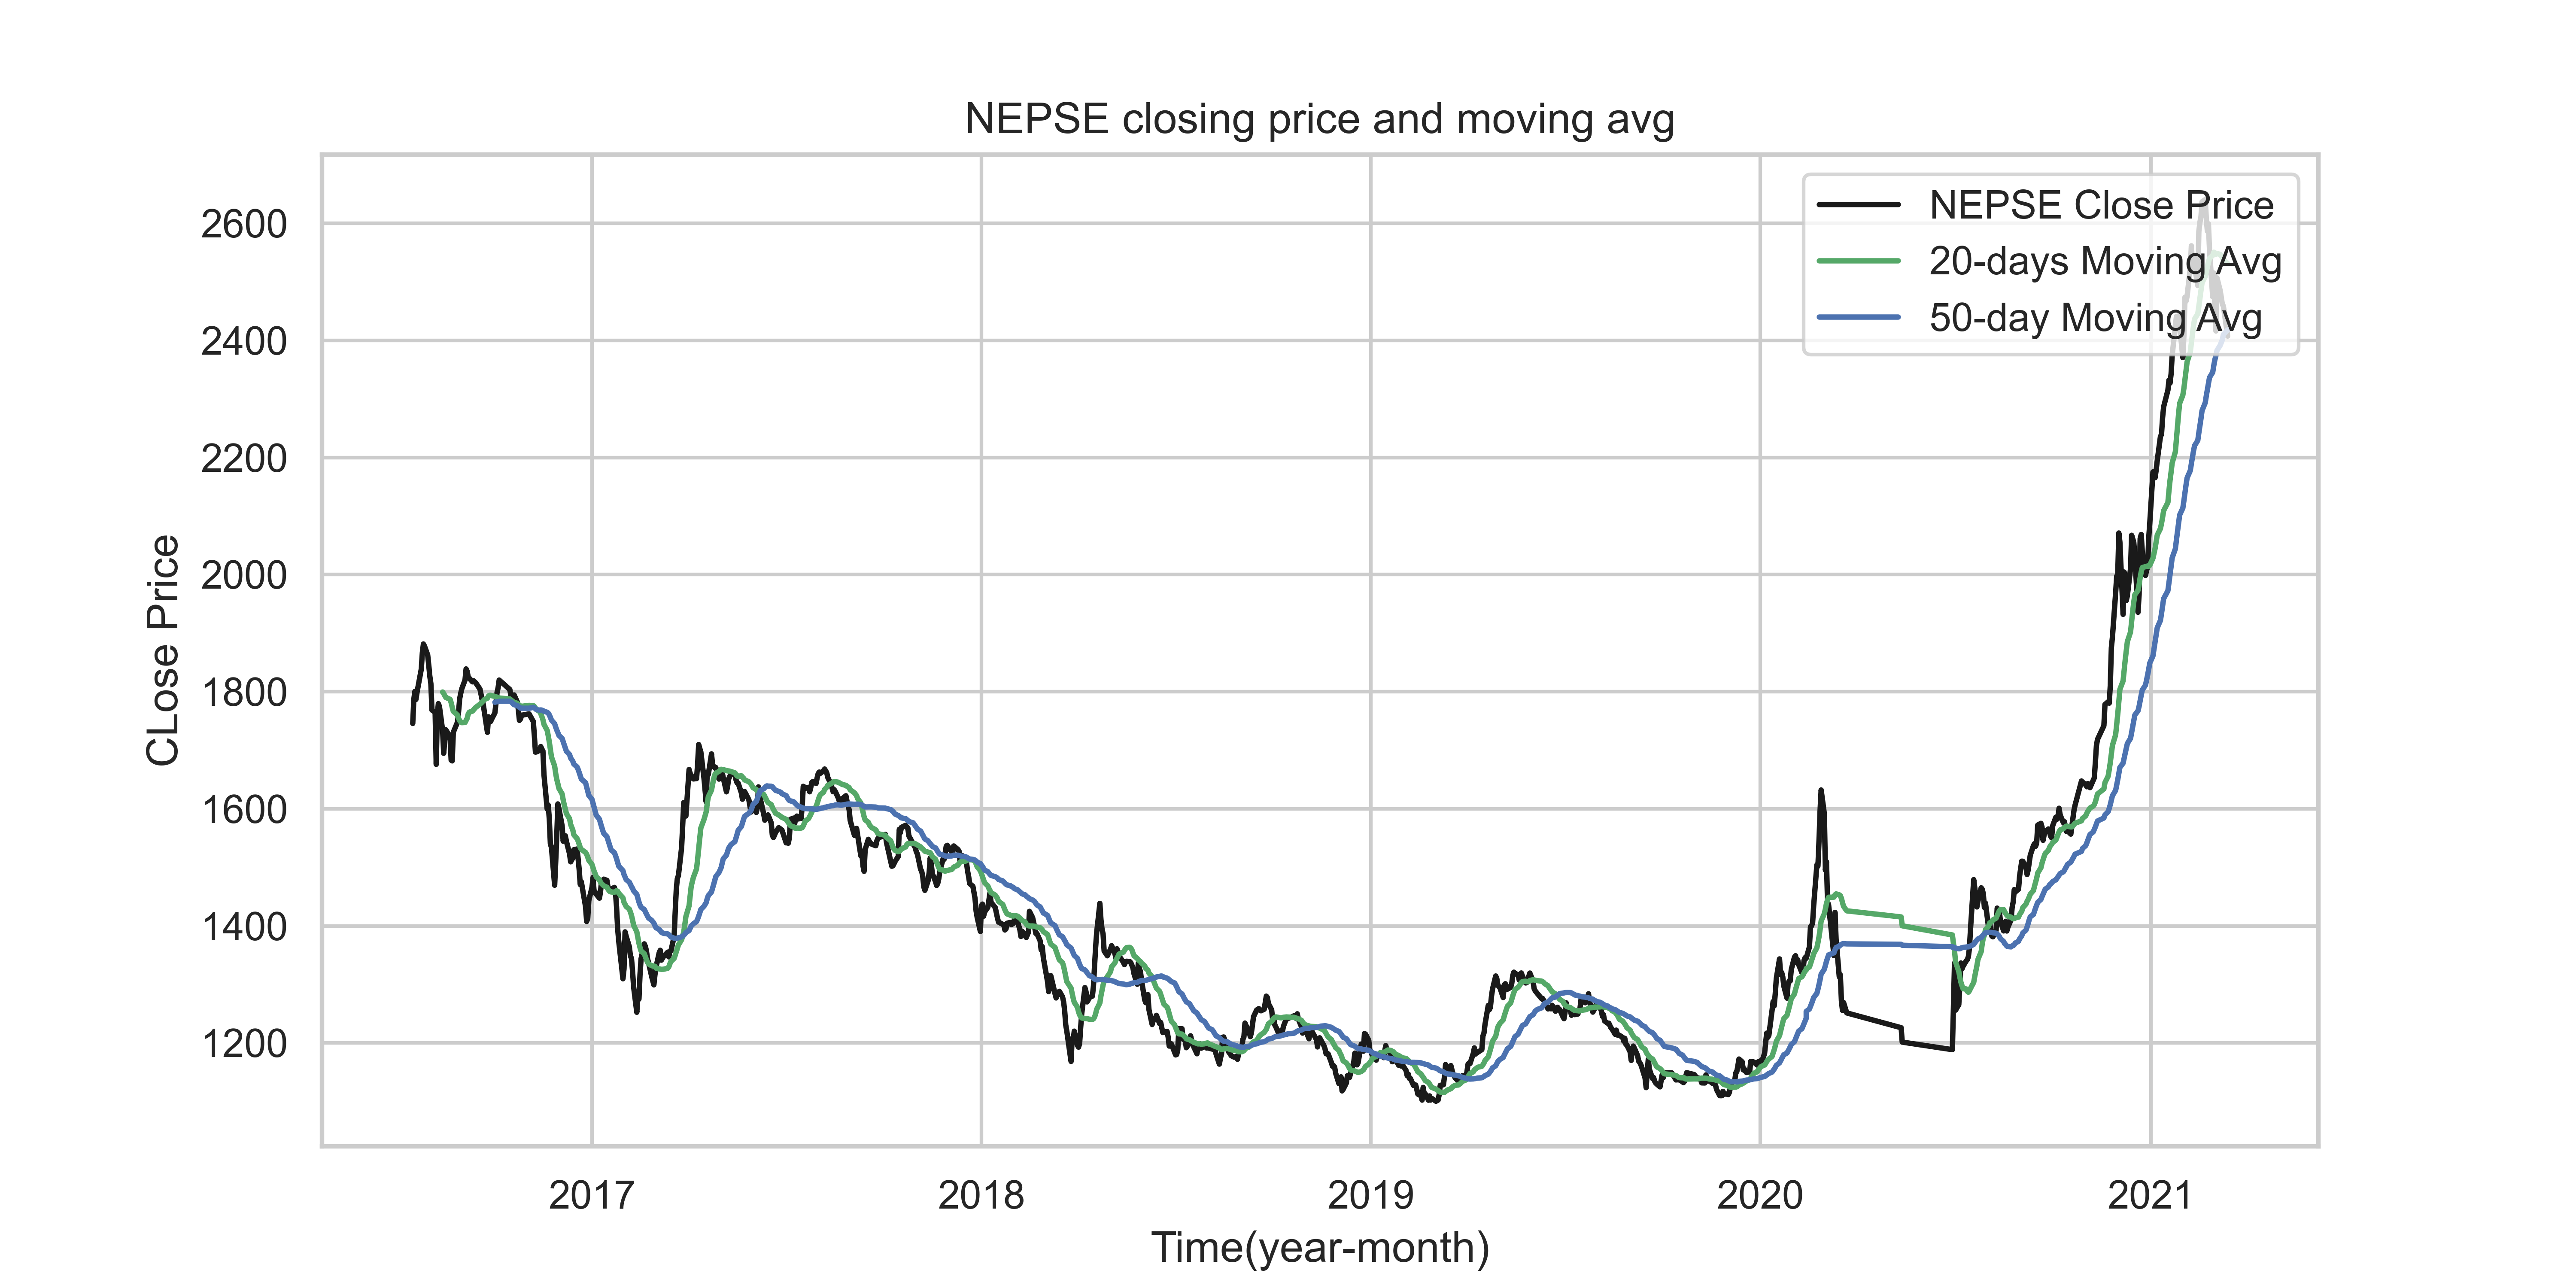 NEPSE closing price and moving avg
NEPSE Close Price
20-days Moving Avg
50-day Moving Avg
2600
2400
2200
2000
1800
1600
1400
1200
CLose Price
2017 2018 2019 2020 2021
Time(year-month)